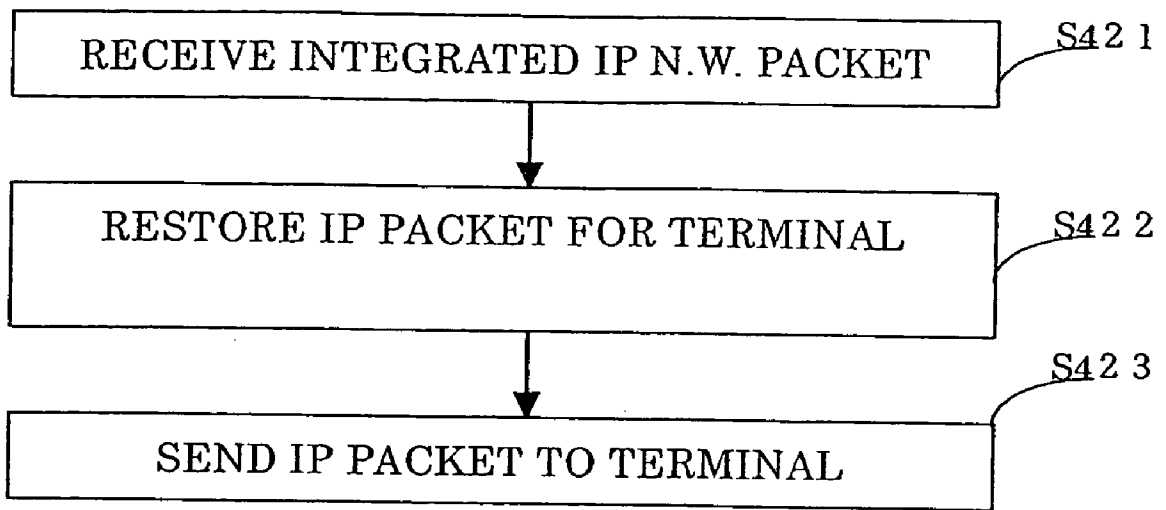 S421
RECEIVE INTEGRATED IP N.W. PACKET
S422
RESTORE IP PACKET FOR TERMINAL
S423
SEND IP PACKET TO TERMINAL